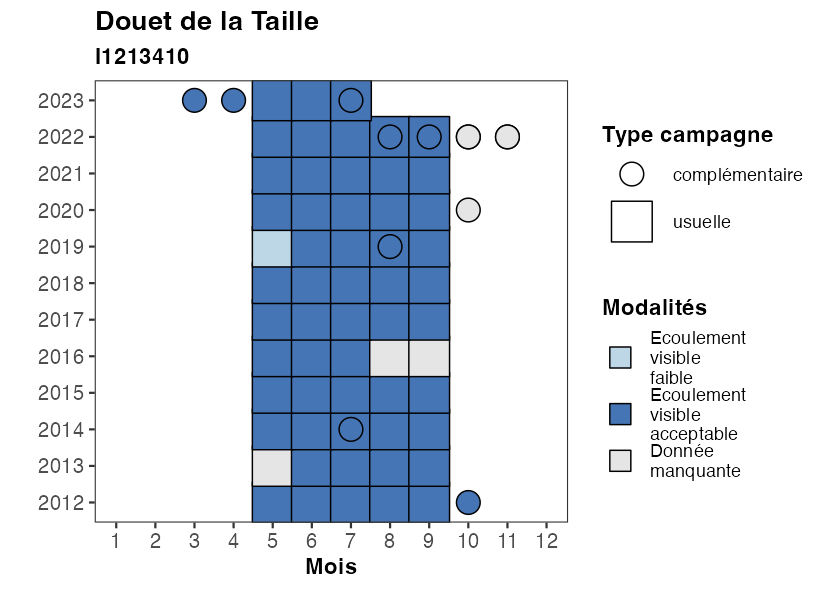 Douet de la Taille
I1213410
2023
2022
2021
2020
2019
2018
2017
2016
2015
2014
2013
2012
1 2 3 4 5 6 7 8 9 10 11 12
Mois
Type campagne
complémentaire
usuelle
Modalités
Ecoulement
visible
faible
Ecoulement
visible
acceptable
Donnée
manquante